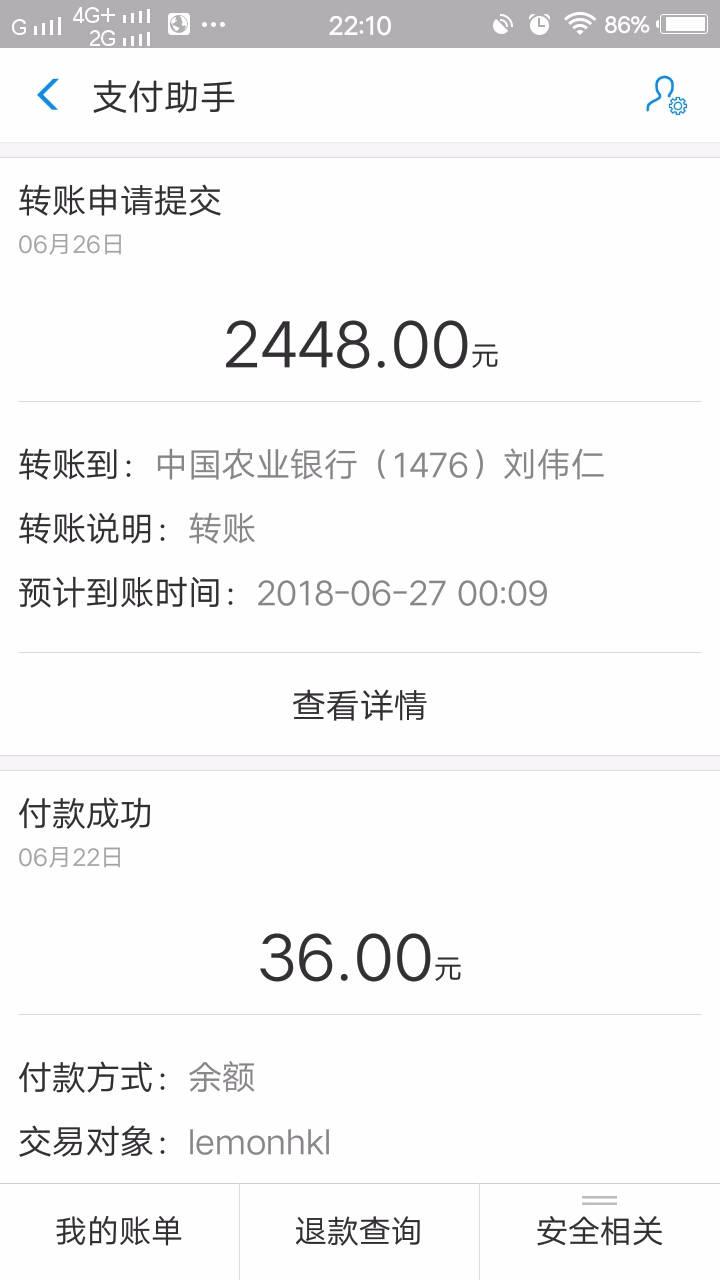 G 4G+ 2G 22:10 86%
支付助手
转账申请提交
06月26日
2448.00元
转账到：中国农业银行（1476）刘伟仁
转账说明：转账
预计到账时间：2018-06-27 00:09
查看详情
付款成功
06月22日
36.00元
付款方式：余额
交易对象：lemonhkl
我的账单 退款查询 安全相关